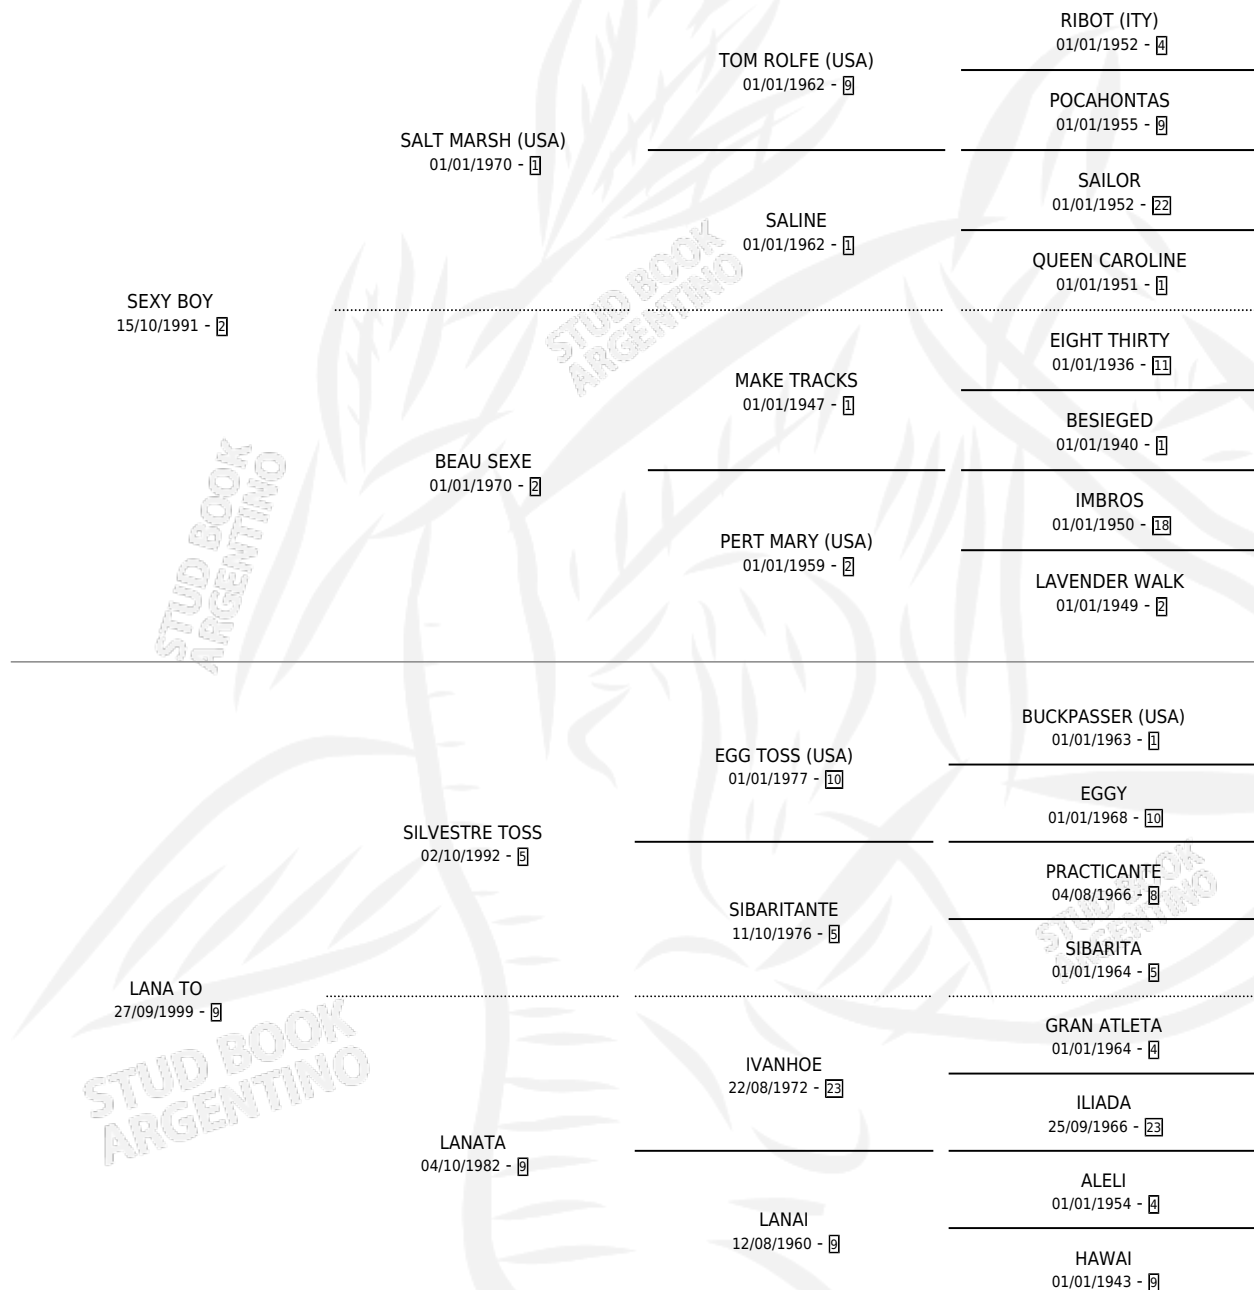 RIBOT (ITY)
01/01/1952 - 4
TOM ROLFE (USA)
01/01/1962 - 9
POCAHONTAS
01/01/1955 - 9
SALT MARSH (USA)
01/01/1970 - 1
SAILOR
01/01/1952 - 22
SALINE
01/01/1962 - 1
QUEEN CAROLINE
01/01/1951 - 1
SEXY BOY
15/10/1991 - 2
EIGHT THIRTY
01/01/1936 - 11
MAKE TRACKS
01/01/1947 - 1
BESIEGED
01/01/1940 - 1
BEAU SEXE
01/01/1970 - 2
IMBROS
01/01/1950 - 18
PERT MARY (USA)
01/01/1959 - 2
LAVENDER WALK
01/01/1949 - 2
STUD BOOK
ARGENTINO
STUD BOOK
ARGENTINO
BUCKPASSER (USA)
01/01/1963 - 1
EGG TOSS (USA)
01/01/1977 - 10
EGGY
01/01/1968 - 10
SILVESTRE TOSS
02/10/1992 - 5
PRACTICANTE
04/08/1966 - 8
SIBARITANTE
11/10/1976 - 5
SIBARITA
01/01/1964 - 5
STUD BOOK
ARGENTINO
LANA TO
27/09/1999 - 9
GRAN ATLETA
01/01/1964 - 4
IVANHOE
22/08/1972 - 23
ILIADA
25/09/1966 - 23
LANATA
04/10/1982 - 9
ALELI
01/01/1954 - 4
LANAI
12/08/1960 - 9
HAWAI
01/01/1943 - 9
STUD BOOK
ARGENTINO